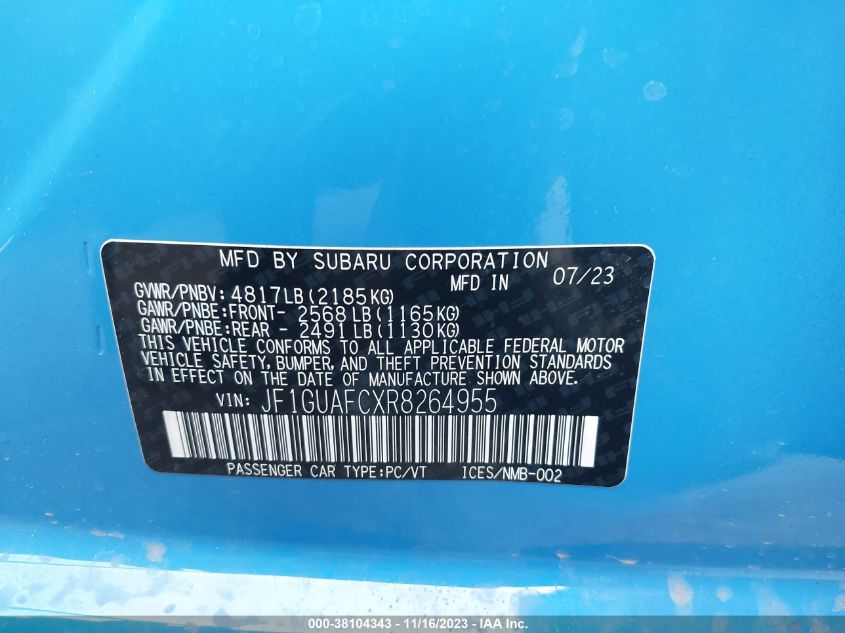 MFD BY SUBARU CORPORATION
MFD IN 07/23
GVWR/PNBV: 4817LB(2185KG)
GAWR/PNBE:FRONT- 2568LB(1165KG)
GAWR/PNBE:REAR - 2491LB(1130KG)
THIS VEHICLE CONFORMS TO ALL APPLICABLE FEDERAL MOTOR
VEHICLE SAFETY, BUMPER, AND THEFT PREVENTION STANDARDS
IN EFFECT ON THE DATE OF MANUFACTURE SHOWN ABOVE.
VIN: JF1GUAFCXR8264955
PASSENGER CAR TYPE:PC/VT ICES/NMB-002
000-38104343 - 11/16/2023 - IAA Inc.